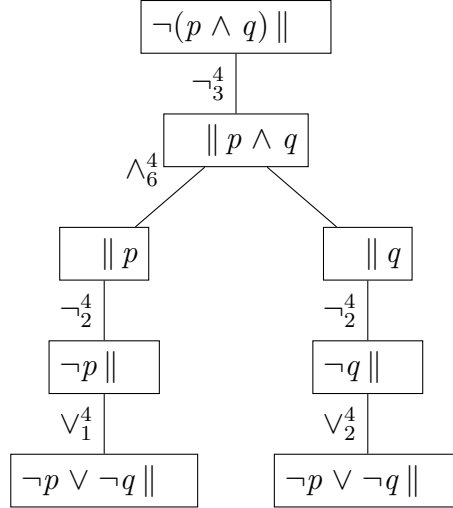 ¬(p ∧ q) ‖
¬₃⁴
‖ p ∧ q
∧₆⁴
‖ p
‖ q
¬₂⁴
¬₂⁴
¬p ‖
¬q ‖
∨₁⁴
∨₂⁴
¬p ∨ ¬q ‖
¬p ∨ ¬q ‖